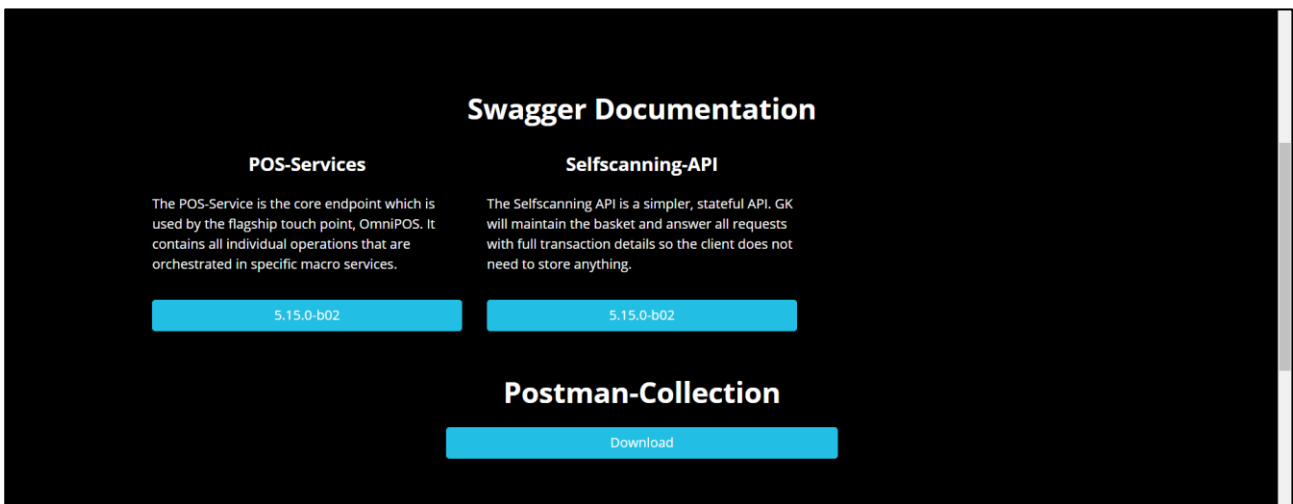 Swagger Documentation
POS-Services
The POS-Service is the core endpoint which is
used by the flagship touch point, OmniPOS. It
contains all individual operations that are
orchestrated in specific macro services.
5.15.0-b02
Selfscanning-API
The Selfscanning API is a simpler, stateful API. GK
will maintain the basket and answer all requests
with full transaction details so the client does not
need to store anything.
5.15.0-b02
Postman-Collection
Download